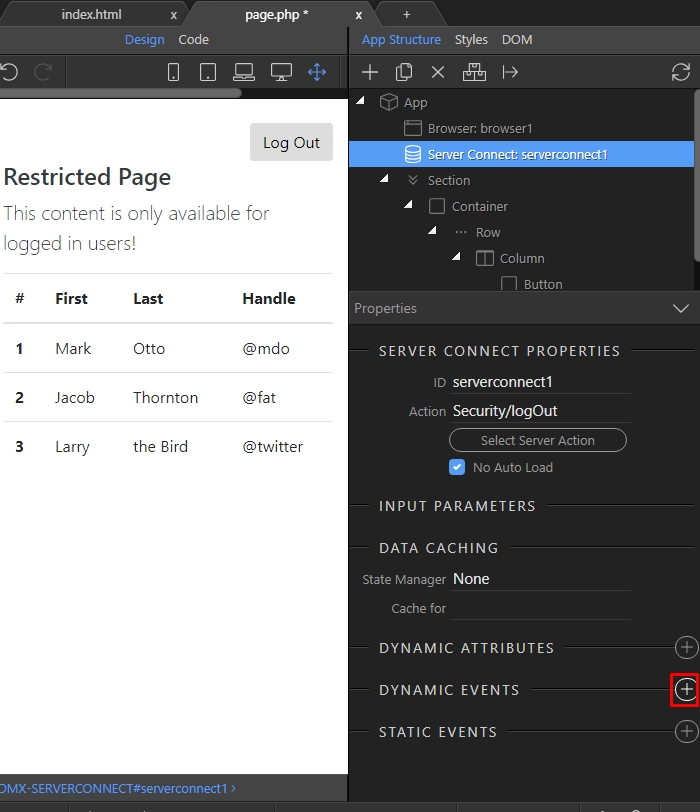 index.html x page.php * x +
Design Code
App Structure Styles DOM
App
Browser: browser1
Server Connect: serverconnect1
Section
Container
Row
Column
Button
Log Out
Restricted Page
This content is only available for
logged in users!
# First Last Handle
1 Mark Otto @mdo
2 Jacob Thornton @fat
3 Larry the Bird @twitter
Properties
SERVER CONNECT PROPERTIES
ID serverconnect1
Action Security/logOut
Select Server Action
No Auto Load
INPUT PARAMETERS
DATA CACHING
State Manager None
Cache for
DYNAMIC ATTRIBUTES
DYNAMIC EVENTS
STATIC EVENTS
DMX-SERVERCONNECT#serverconnect1 ›